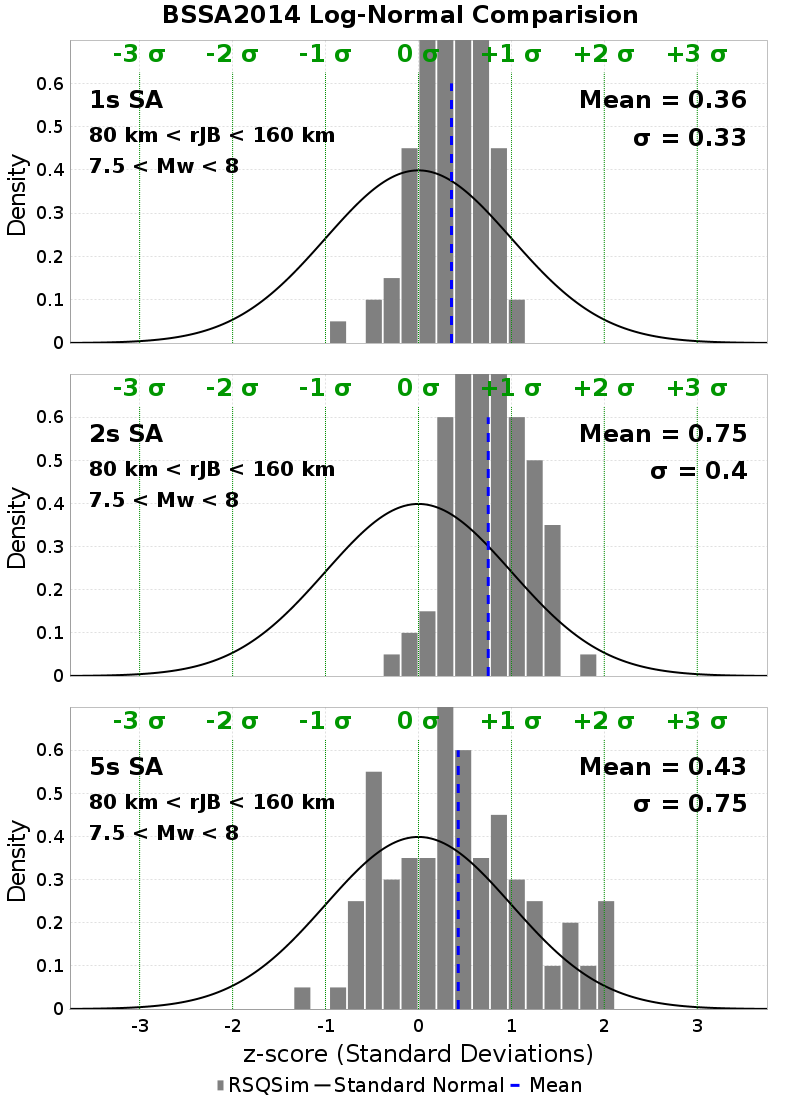 BSSA2014 Log-Normal Comparision
-3 σ -2 σ -1 σ 0 σ +1 σ +2 σ +3 σ
1s SA
Mean = 0.36
80 km < rJB < 160 km
σ = 0.33
7.5 < Mw < 8
0.6
0.5
0.4
0.3
0.2
0.1
0
Density
-3 σ -2 σ -1 σ 0 σ +1 σ +2 σ +3 σ
2s SA
Mean = 0.75
80 km < rJB < 160 km
σ = 0.4
7.5 < Mw < 8
0.6
0.5
0.4
0.3
0.2
0.1
0
Density
-3 σ -2 σ -1 σ 0 σ +1 σ +2 σ +3 σ
5s SA
Mean = 0.43
80 km < rJB < 160 km
σ = 0.75
7.5 < Mw < 8
0.6
0.5
0.4
0.3
0.2
0.1
0
Density
-3 -2 -1 0 1 2 3
z-score (Standard Deviations)
RSQSim Standard Normal Mean